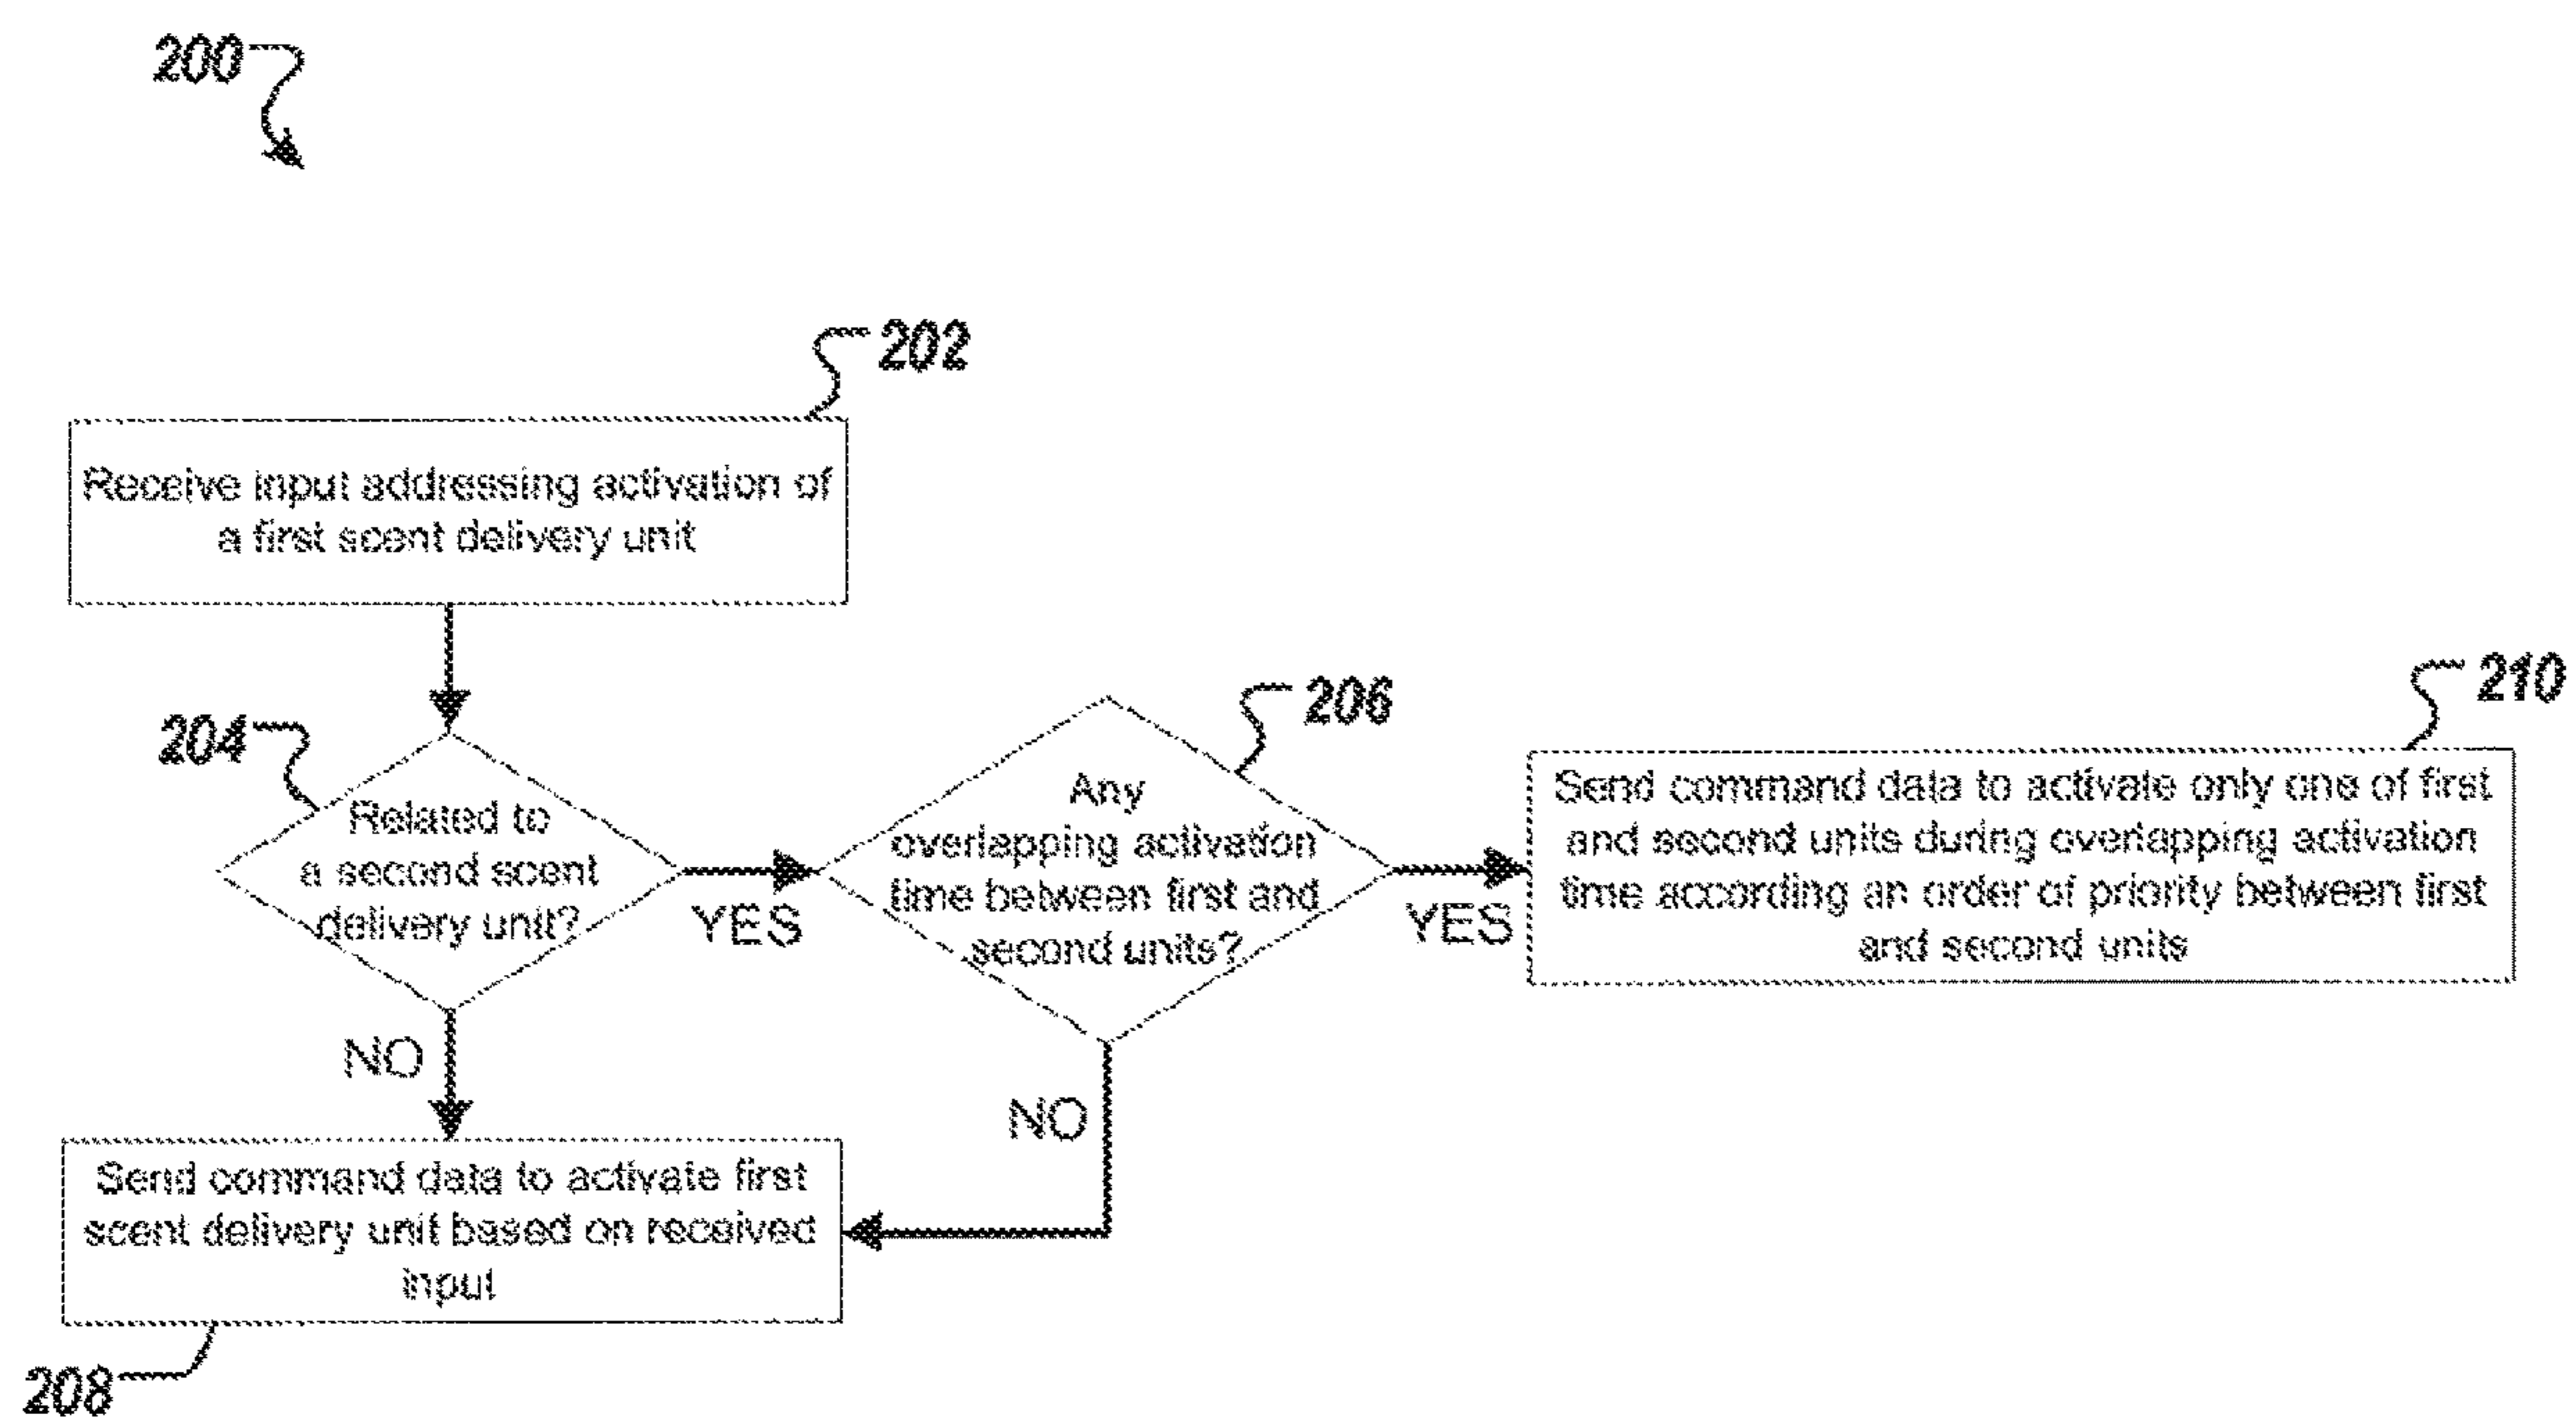 200
202
Receive input addressing activation of
a first scent delivery unit
204
Related to
a second scent
delivery unit?
YES
NO
206
Any
overlapping activation
time between first and
second units?
YES
NO
210
Send command data to activate only one of first
and second units during overlapping activation
time according an order of priority between first
and second units
Send command data to activate first
scent delivery unit based on received
input
208